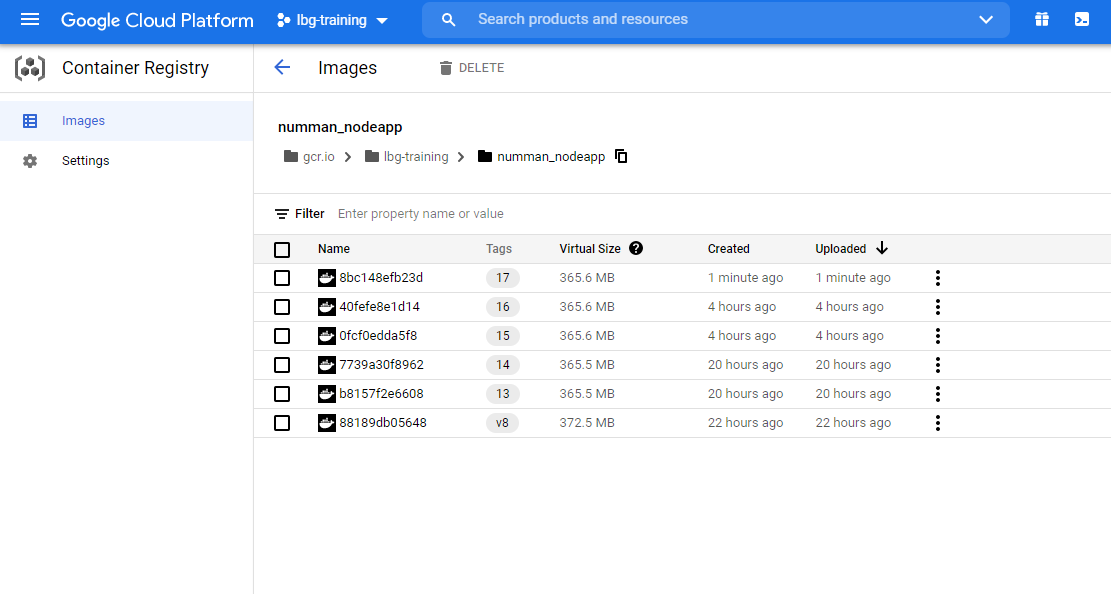 Google Cloud Platform lbg-training Search products and resources
Container Registry Images DELETE
Images
Settings
numman_nodeapp
gcr.io lbg-training numman_nodeapp
Filter Enter property name or value
Name Tags Virtual Size Created Uploaded
8bc148efb23d 17 365.6 MB 1 minute ago 1 minute ago
40fefe8e1d14 16 365.6 MB 4 hours ago 4 hours ago
0fcf0edda5f8 15 365.6 MB 4 hours ago 4 hours ago
7739a30f8962 14 365.5 MB 20 hours ago 20 hours ago
b8157f2e6608 13 365.5 MB 20 hours ago 20 hours ago
88189db05648 v8 372.5 MB 22 hours ago 22 hours ago